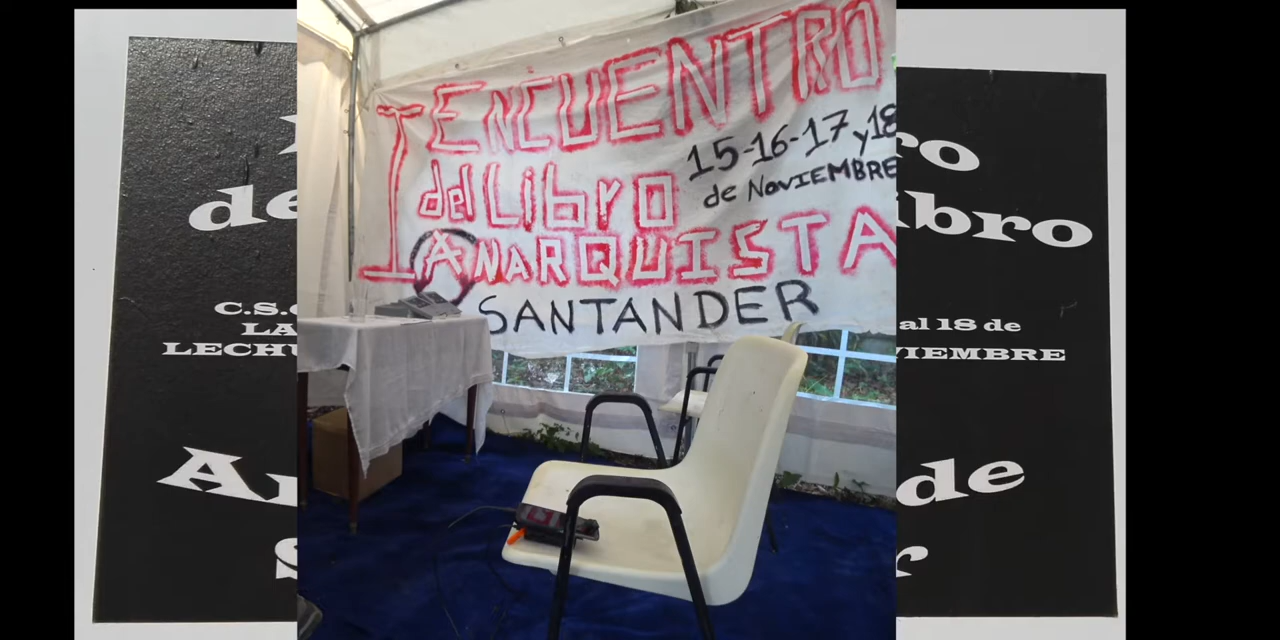 I ENCUENTRO
15-16-17 y 18
de NoviEMBRE
del Libro
ANARQUISTA
SANTANDER
ro
de
ibro
C.S.
LA
LECHU
al 18 de
VIEMBRE
A
de
S
r